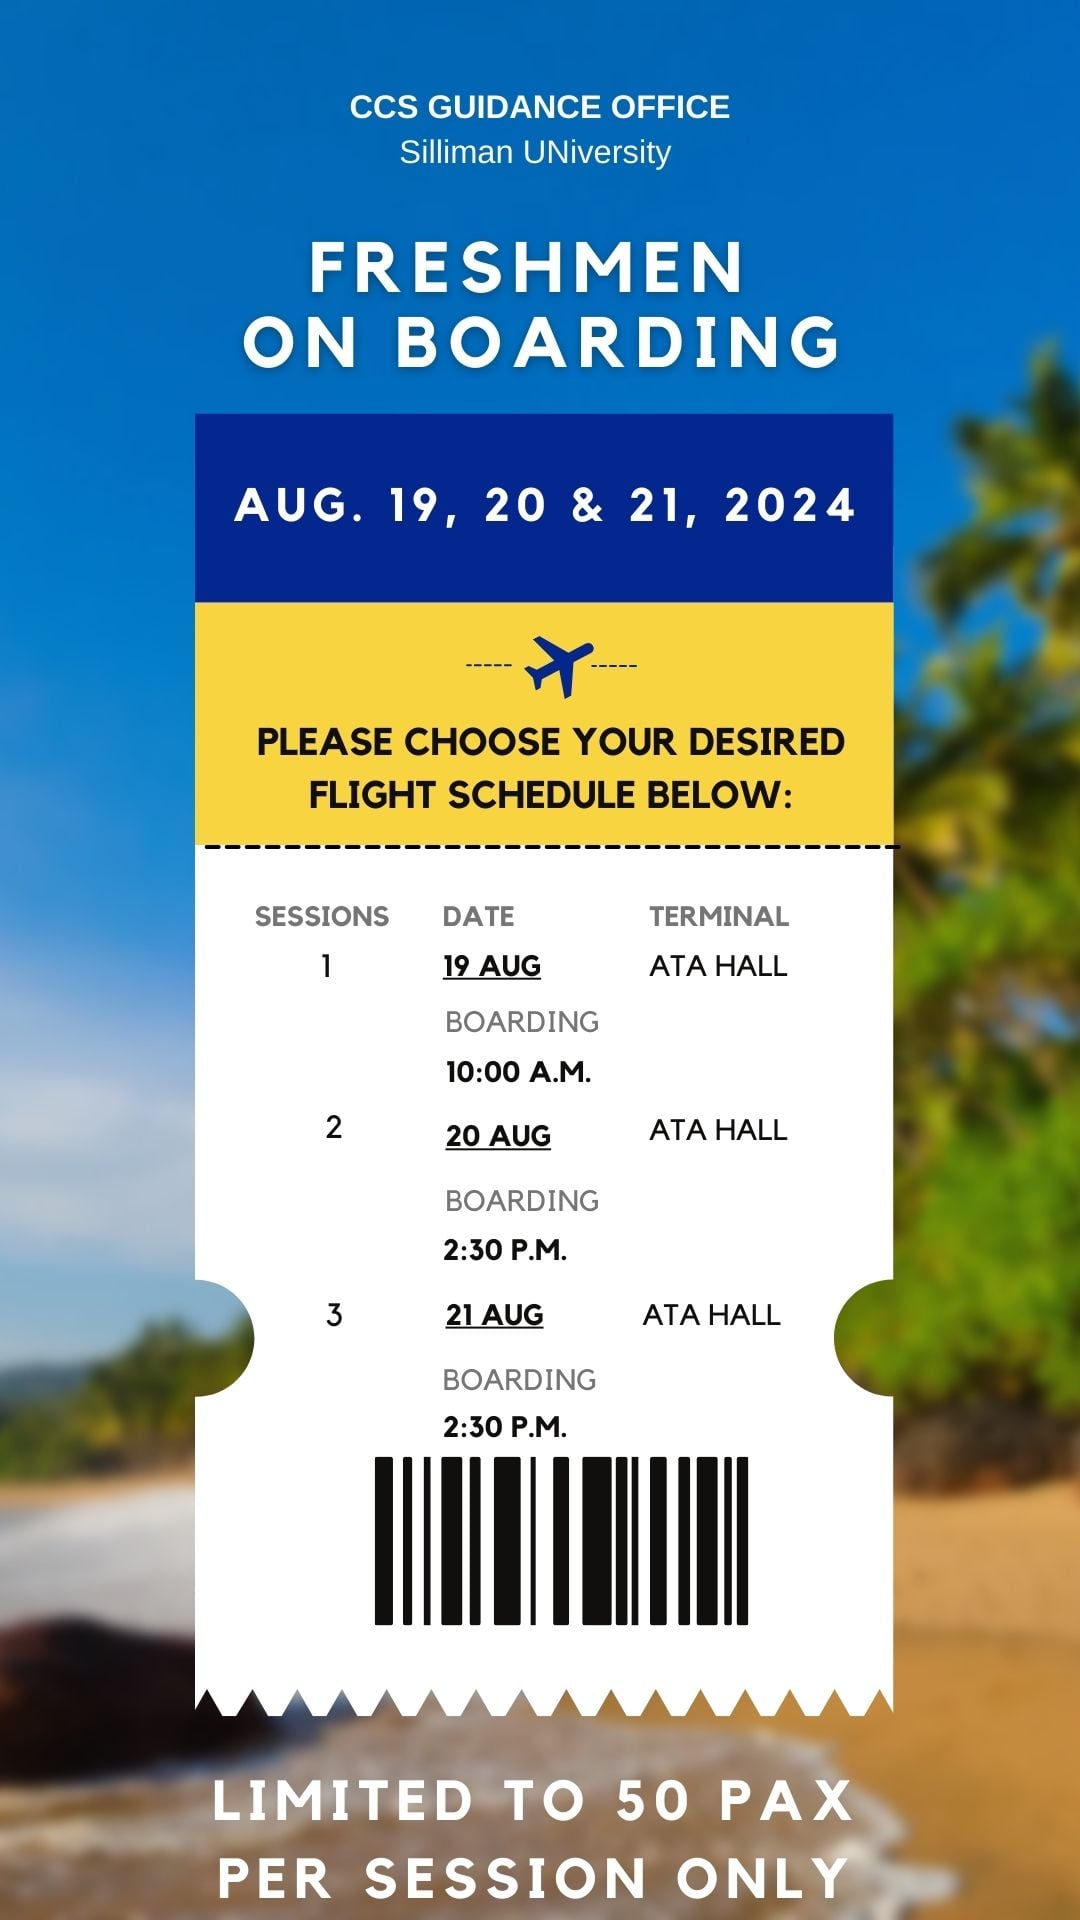 CCS GUIDANCE OFFICE
Silliman UNiversity
FRESHMEN
ON BOARDING
AUG. 19, 20 & 21, 2024
PLEASE CHOOSE YOUR DESIRED
FLIGHT SCHEDULE BELOW:
SESSIONS DATE TERMINAL
1 19 AUG ATA HALL
BOARDING
10:00 A.M.
2 20 AUG ATA HALL
BOARDING
2:30 P.M.
3 21 AUG ATA HALL
BOARDING
2:30 P.M.
LIMITED TO 50 PAX
PER SESSION ONLY